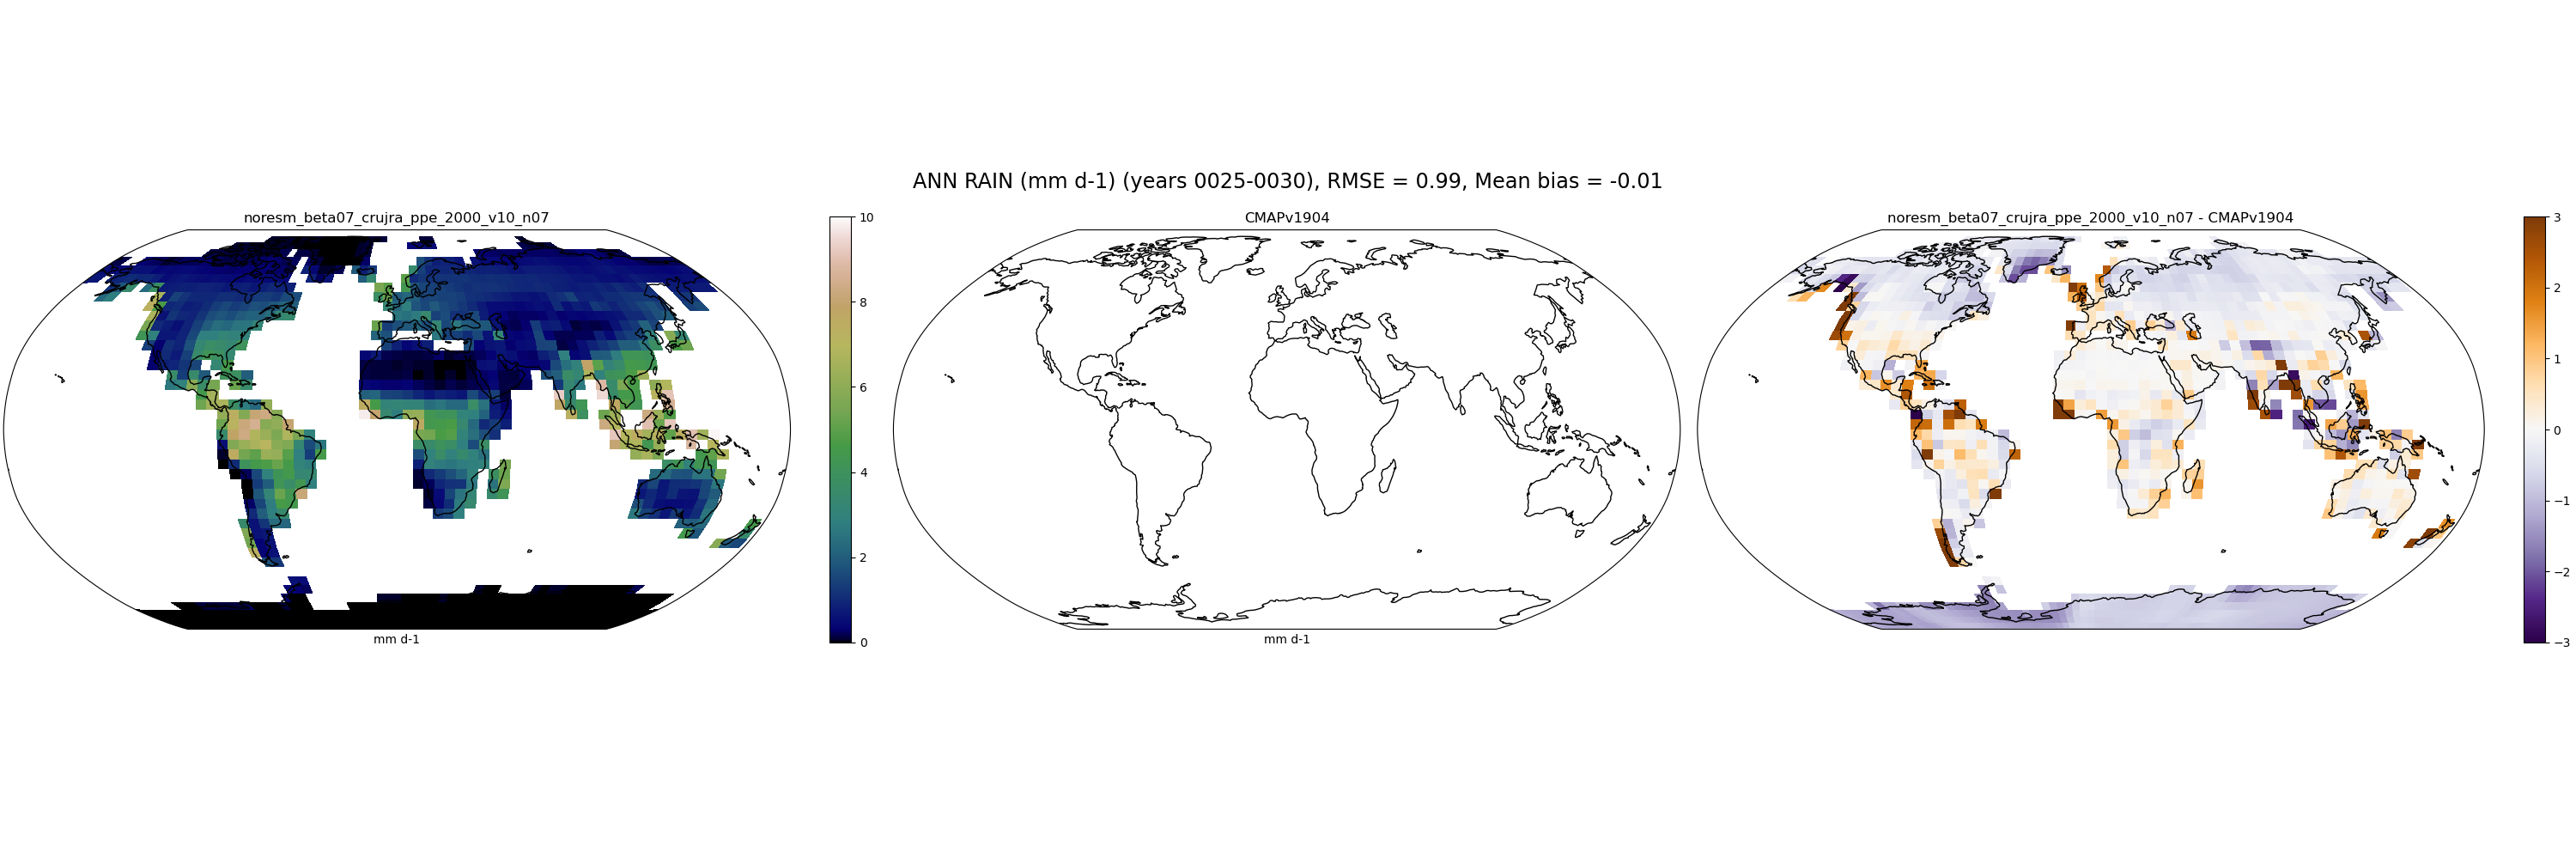 ANN RAIN (mm d-1) (years 0025-0030), RMSE = 0.99, Mean bias = -0.01
noresm_beta07_crujra_ppe_2000_v10_n07
CMAPv1904
noresm_beta07_crujra_ppe_2000_v10_n07 - CMAPv1904
10
8
6
4
2
0
3
2
1
0
−1
−2
−3
mm d-1
mm d-1